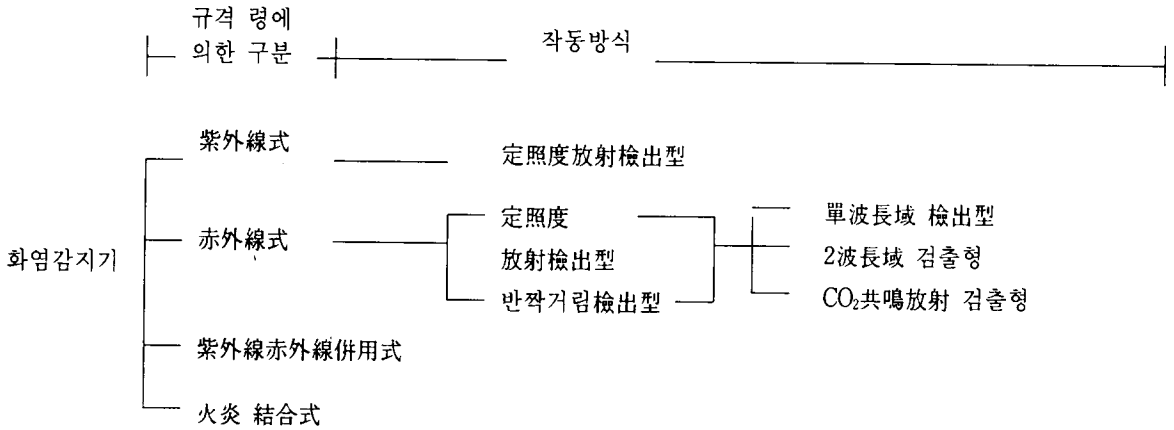 규격 령에
의한 구분
작동방식
紫外線式
定照度放射檢出型
定照度
單波長域 檢出型
화염감지기
赤外線式
放射檢出型
2波長域 검출형
반짝거림檢出型
CO₂共鳴放射 검출형
紫外線赤外線併用式
火炎 結合式